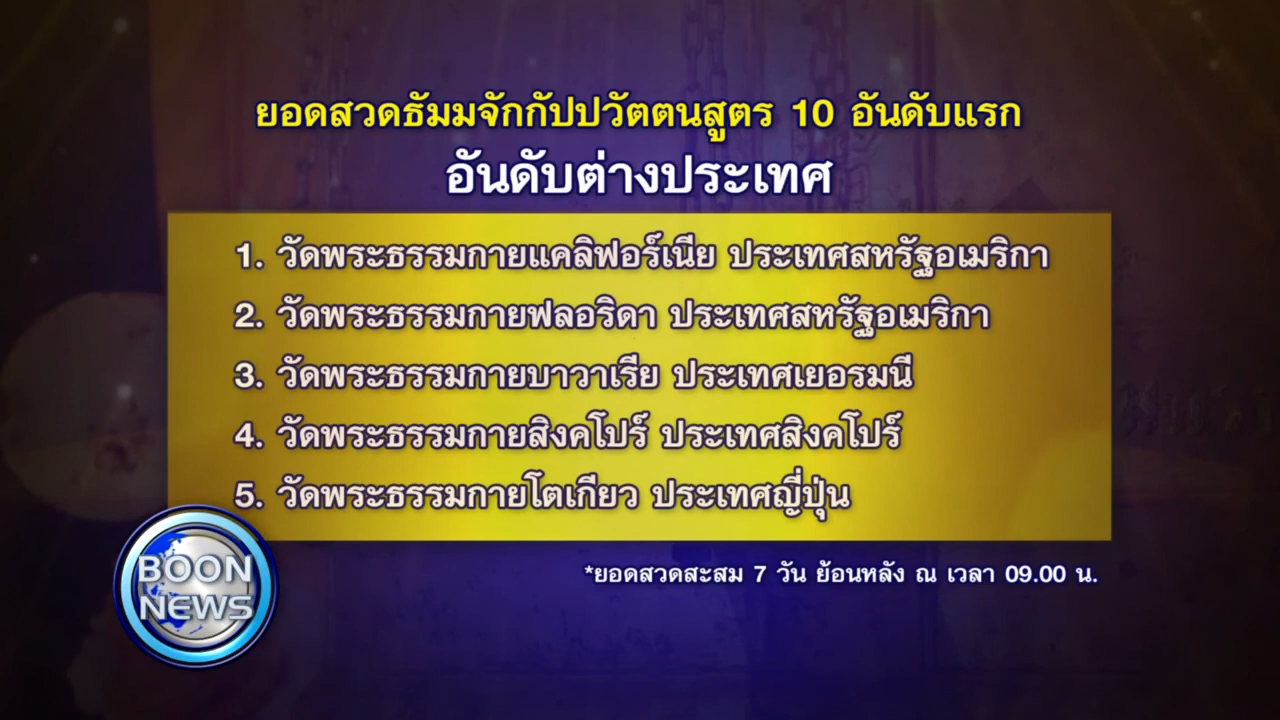 ยอดสวดธัมมจักกัปปวัตตนสูตร 10 อันดับแรก
อันดับต่างประเทศ
1. วัดพระธรรมกายแคลิฟอร์เนีย ประเทศสหรัฐอเมริกา
2. วัดพระธรรมกายฟลอริดา ประเทศสหรัฐอเมริกา
3. วัดพระธรรมกายบาวาเรีย ประเทศเยอรมนี
4. วัดพระธรรมกายสิงคโปร์ ประเทศสิงคโปร์
5. วัดพระธรรมกายโตเกียว ประเทศญี่ปุ่น
*ยอดสวดสะสม 7 วัน ย้อนหลัง ณ เวลา 09.00 น.
BOON
NEWS